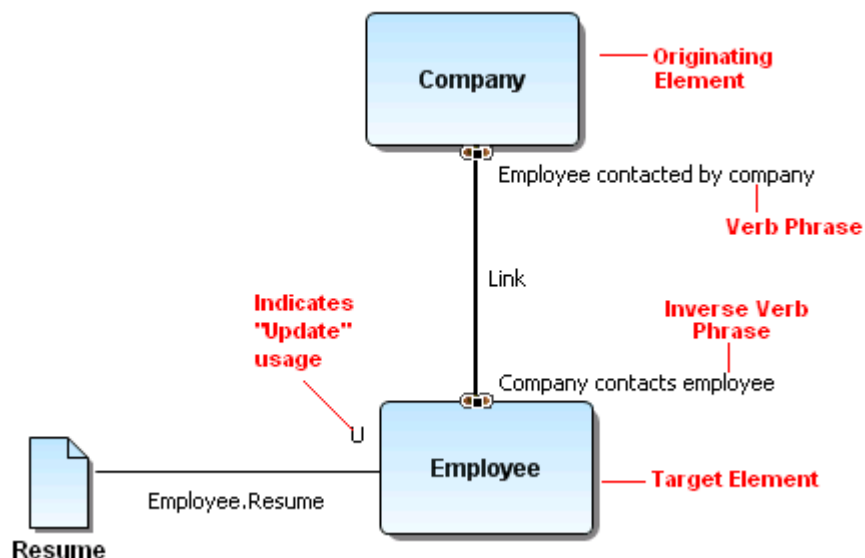 Company
Originating
Element
Employee contacted by company
Verb Phrase
Link
Indicates
"Update"
usage
Inverse Verb
Phrase
Company contacts employee
U
Employee
Target Element
Employee.Resume
Resume